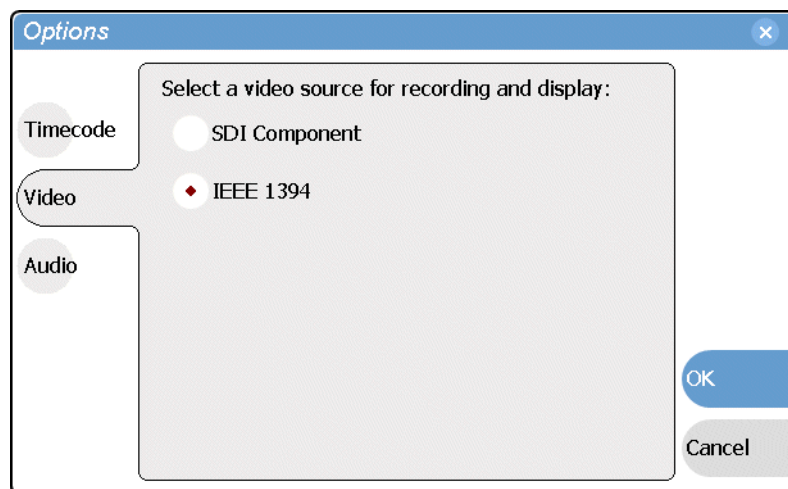 Options
Select a video source for recording and display:
Timecode
SDI Component
Video
IEEE 1394
Audio
OK
Cancel